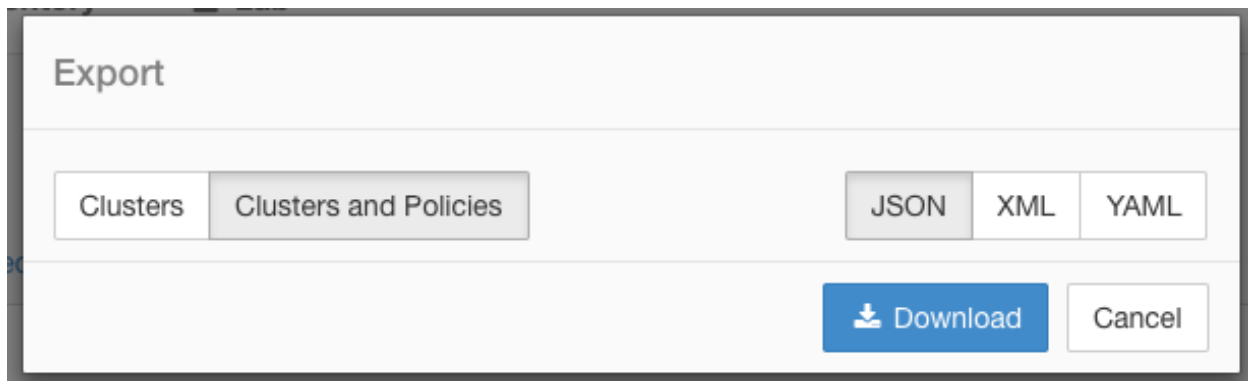 Export
Clusters Clusters and Policies JSON XML YAML
Download Cancel